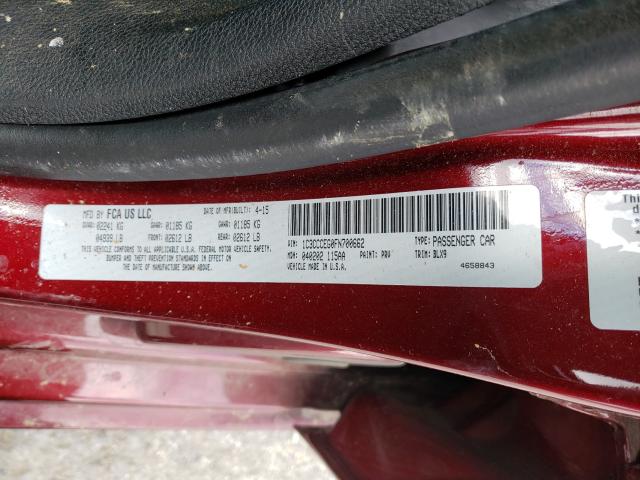 MFD BY FCA US LLC DATE OF MFR(BUILT): 4-15
GVWR: 02241 KG GAWR: 01185 KG GAWR: 01185 KG
04939 LB FRONT: 02612 LB REAR: 02612 LB
THIS VEHICLE CONFORMS TO ALL APPLICABLE U.S.A. FEDERAL MOTOR VEHICLE SAFETY,
BUMPER AND THEFT PREVENTION STANDARDS IN EFFECT ON
THE DATE OF MANUFACTURE SHOWN ABOVE.
VIN: 1C3CCCEG0FN700662 TYPE: PASSENGER CAR
MDH: 040202 115AA PAINT: PRV TRIM: BLX9
VEHICLE MADE IN U.S.A. 4658843